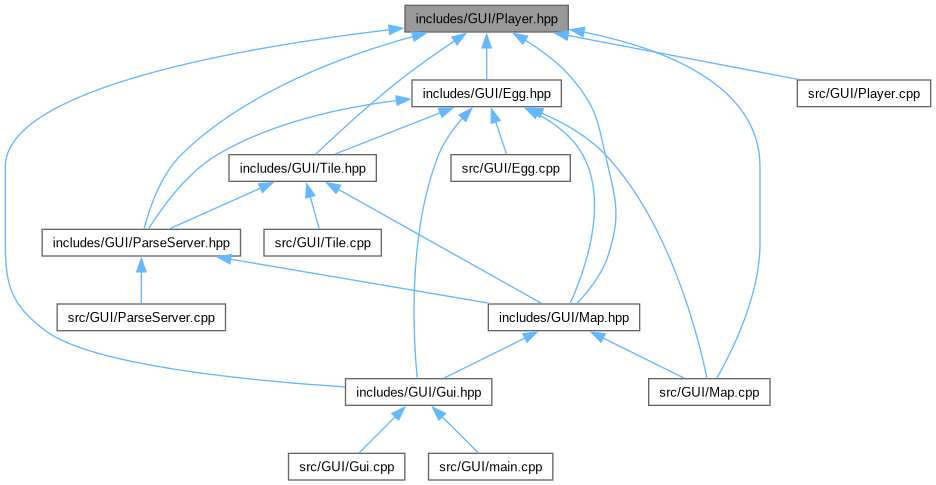 includes/GUI/Player.hpp
includes/GUI/Egg.hpp
src/GUI/Player.cpp
includes/GUI/Tile.hpp
src/GUI/Egg.cpp
includes/GUI/ParseServer.hpp
src/GUI/Tile.cpp
src/GUI/ParseServer.cpp
includes/GUI/Map.hpp
includes/GUI/Gui.hpp
src/GUI/Map.cpp
src/GUI/Gui.cpp
src/GUI/main.cpp